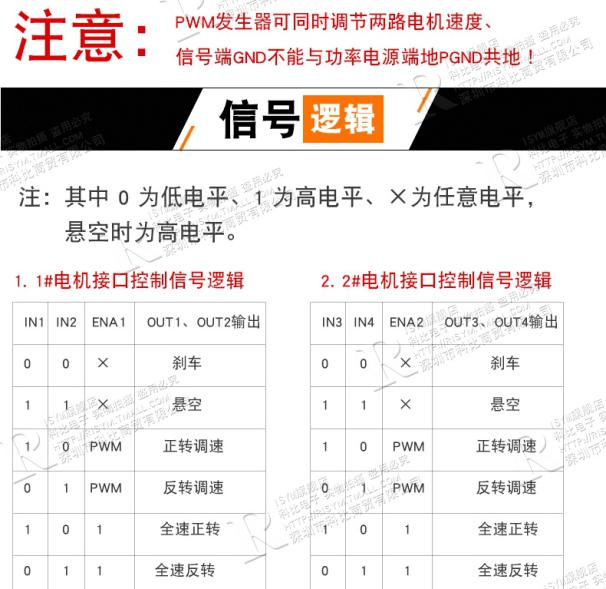 注意：
PWM发生器可同时调节两路电机速度、
信号端GND不能与功率电源端地PGND共地！
信号逻辑
注：其中 0 为低电平、1 为高电平、×为任意电平，
悬空时为高电平。
1. 1#电机接口控制信号逻辑
IN1 IN2 ENA1 OUT1、OUT2输出
0 0 × 刹车
1 1 × 悬空
1 0 PWM 正转调速
0 1 PWM 反转调速
1 0 1 全速正转
0 1 1 全速反转
2. 2#电机接口控制信号逻辑
IN3 IN4 ENA2 OUT3、OUT4输出
0 0 × 刹车
1 1 × 悬空
1 0 PWM 正转调速
0 1 PWM 反转调速
1 0 1 全速正转
0 1 1 全速反转